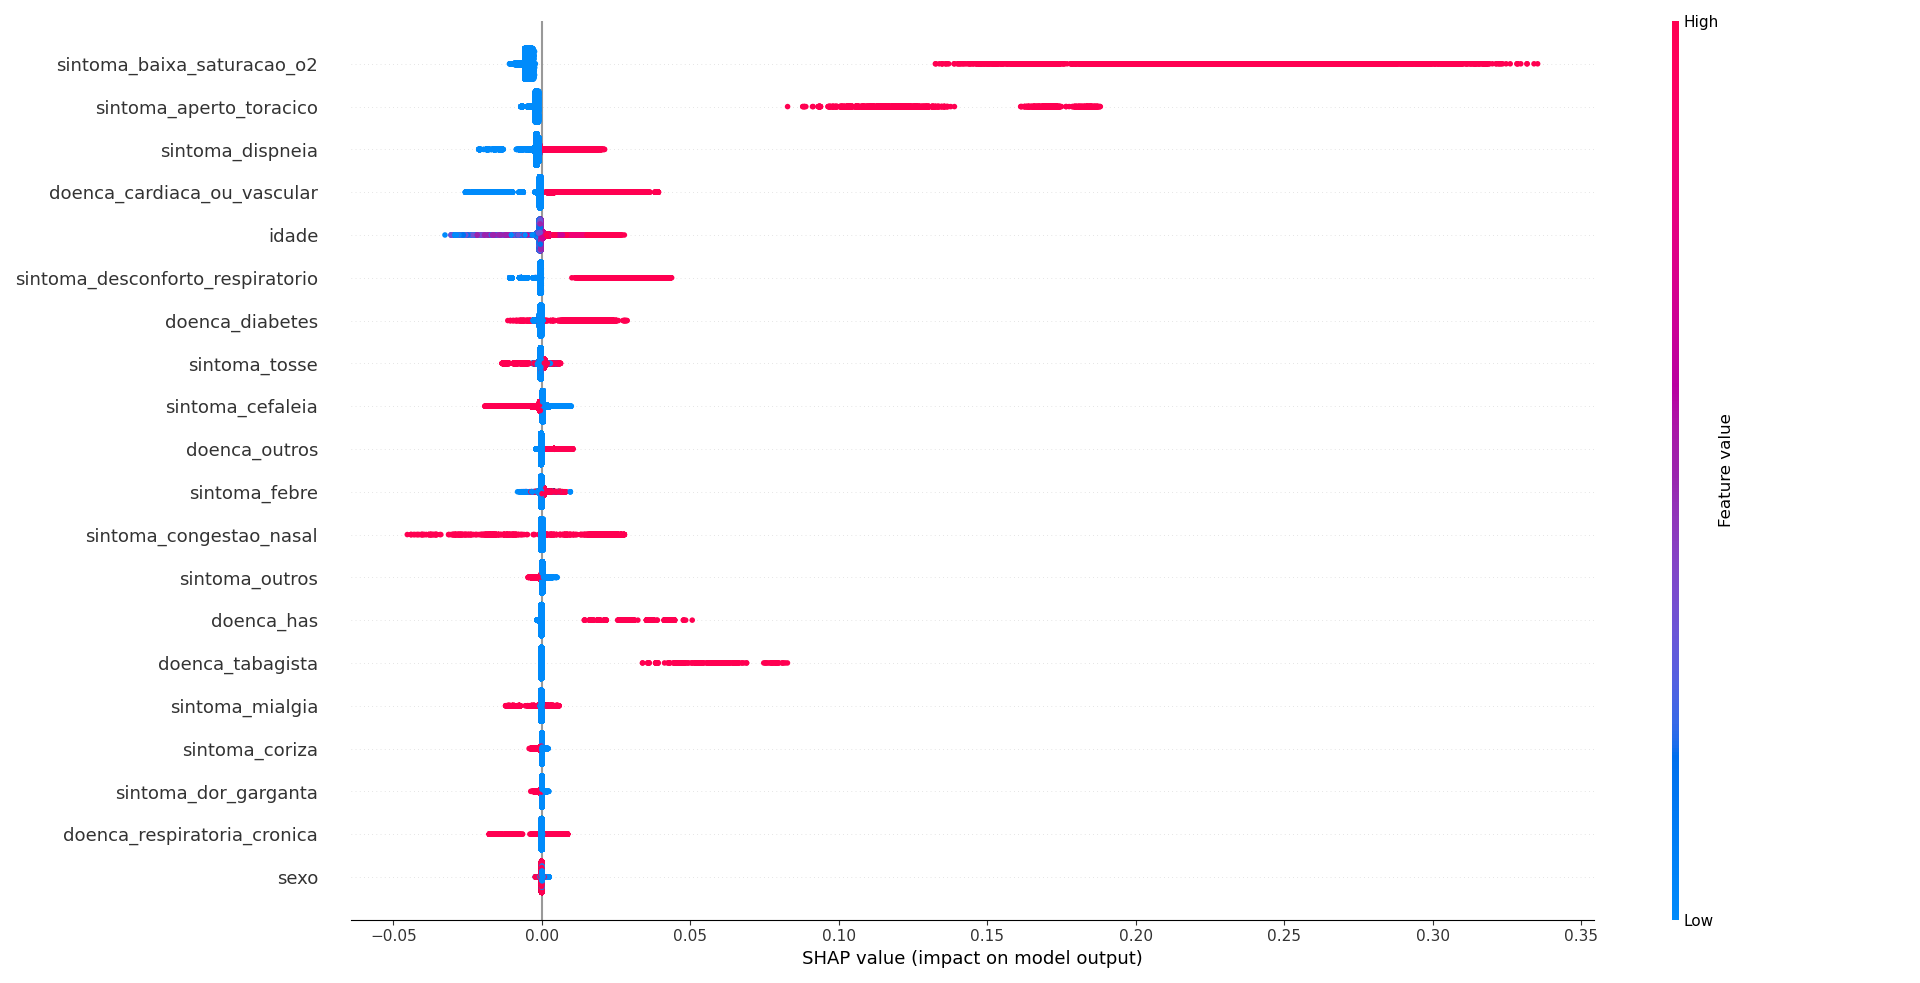 High
sintoma_baixa_saturacao_o2
sintoma_aperto_toracico
sintoma_dispneia
doenca_cardiaca_ou_vascular
idade
sintoma_desconforto_respiratorio
doenca_diabetes
sintoma_tosse
sintoma_cefaleia
doenca_outros
sintoma_febre
sintoma_congestao_nasal
sintoma_outros
doenca_has
doenca_tabagista
sintoma_mialgia
sintoma_coriza
sintoma_dor_garganta
doenca_respiratoria_cronica
sexo
Feature value
Low
−0.05 0.00 0.05 0.10 0.15 0.20 0.25 0.30 0.35
SHAP value (impact on model output)